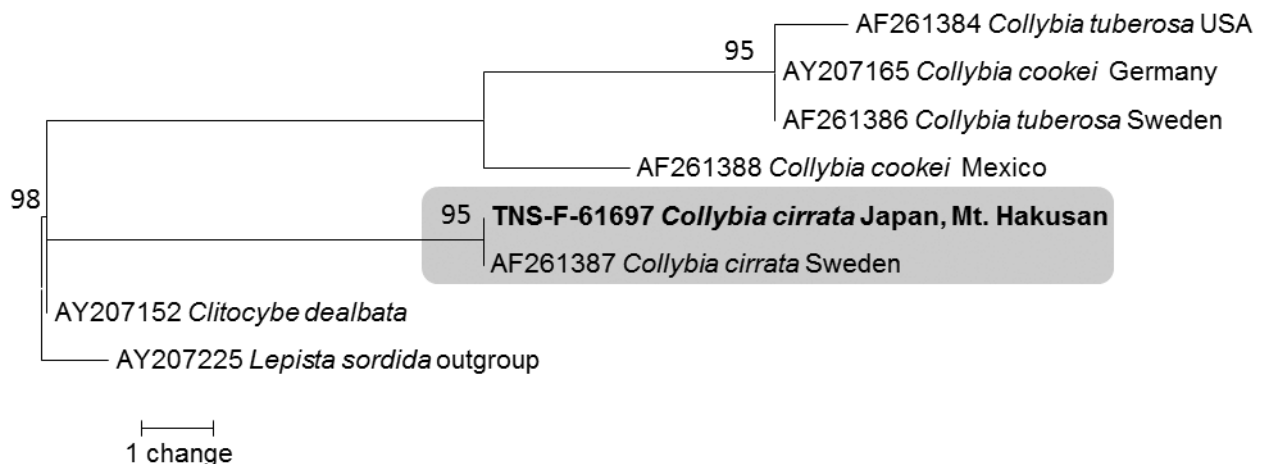 AF261384 Collybia tuberosa USA
95
AY207165 Collybia cookei Germany
AF261386 Collybia tuberosa Sweden
AF261388 Collybia cookei Mexico
98
95 TNS-F-61697 Collybia cirrata Japan, Mt. Hakusan
AF261387 Collybia cirrata Sweden
AY207152 Clitocybe dealbata
AY207225 Lepista sordida outgroup
1 change